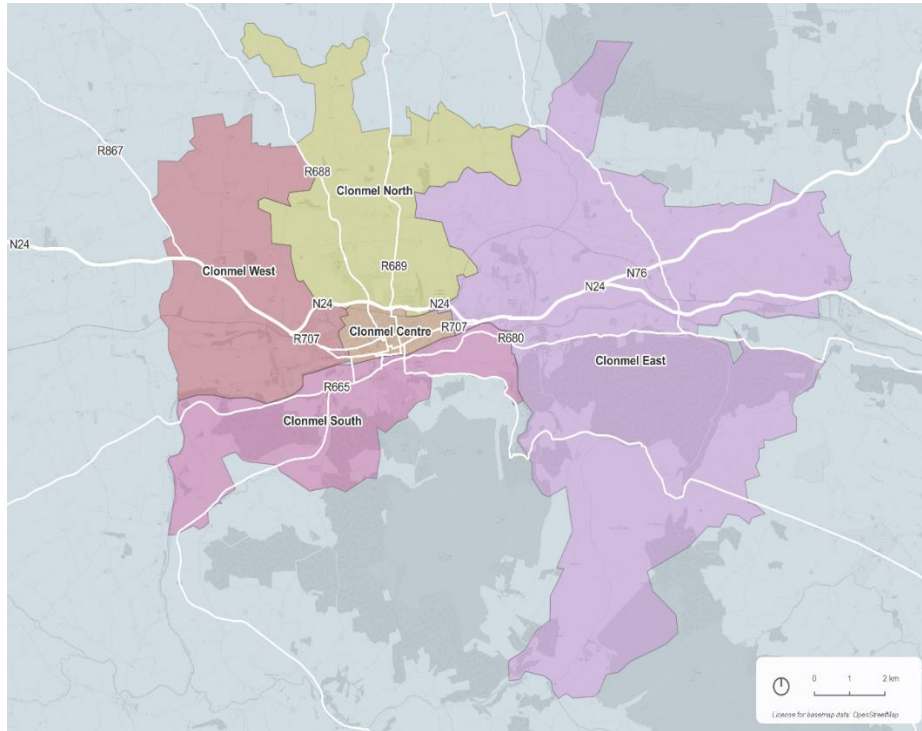 R867
R688
Clonmel North
N24
Clonmel West
R689
N76
N24
N24
N24
R707
Clonmel Centre
R707
R680
Clonmel East
R665
Clonmel South
0 1 2 km
License for basemap data: OpenStreetMap